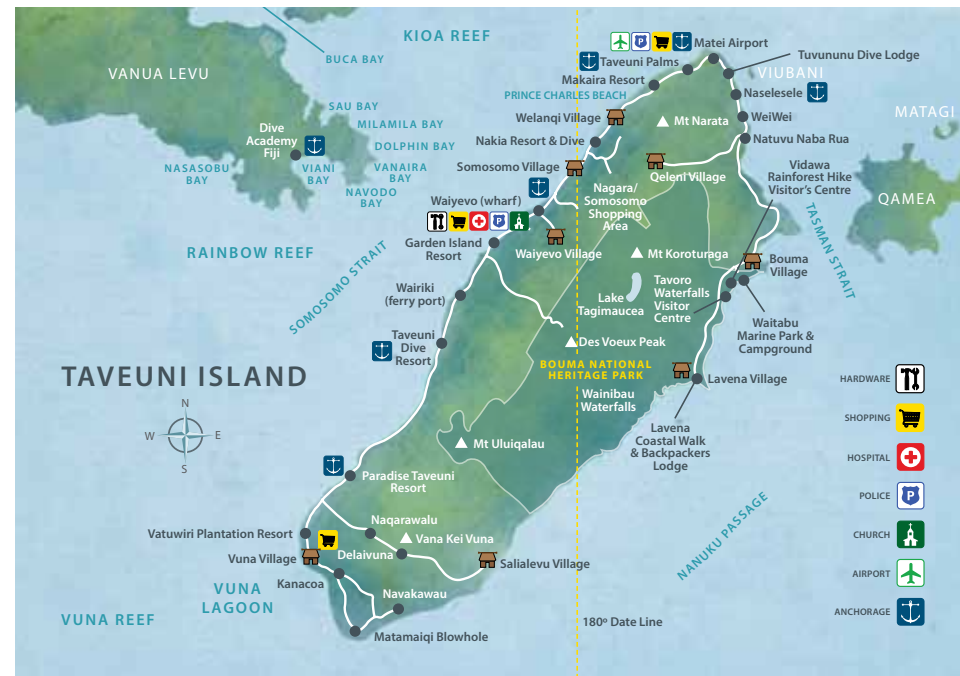 KIOA REEF
BUCA BAY
VANUA LEVU
Matei Airport
Tuvununu Dive Lodge
Taveuni Palms
VIUBANI
Makaira Resort
Naselesele
PRINCE CHARLES BEACH
SAU BAY
MATAGI
Welanqi Village
WeiWei
Mt Narata
MILAMILA BAY
Dive
Academy
Fiji
Nakia Resort & Dive
Natuvu Naba Rua
DOLPHIN BAY
Somosomo Village
Vidawa
Rainforest Hike
Visitor's Centre
NASASOBU
BAY
VIANI
BAY
VANAIRA
BAY
Qeleni Village
NAVODO
BAY
Nagara/
Somosomo
Shopping
Area
QAMEA
Waiyevo (wharf)
TASMAN STRAIT
RAINBOW REEF
Garden Island
Resort
Waiyevo Village
Mt Koroturaga
Bouma
Village
SOMOSOMO STRAIT
Wairiki
(ferry port)
Lake
Tagimaucea
Tavoro
Waterfalls
Visitor
Centre
Waitabu
Marine Park &
Campground
Taveuni
Dive
Resort
Des Voeux Peak
TAVEUNI ISLAND
BOUMA NATIONAL
HERITAGE PARK
Lavena Village
HARDWARE
Wainibau
Waterfalls
N
W
E
S
SHOPPING
Mt Uluiqalau
Lavena
Coastal Walk
& Backpackers
Lodge
HOSPITAL
Paradise Taveuni
Resort
P
POLICE
P
NANUKU PASSAGE
Naqarawalu
Vatuwiri Plantation Resort
Vana Kei Vuna
CHURCH
Vuna Village
Delaivuna
Salialevu Village
AIRPORT
Kanacoa
VUNA
LAGOON
Navakawau
ANCHORAGE
VUNA REEF
180º Date Line
Matamaiqi Blowhole
P